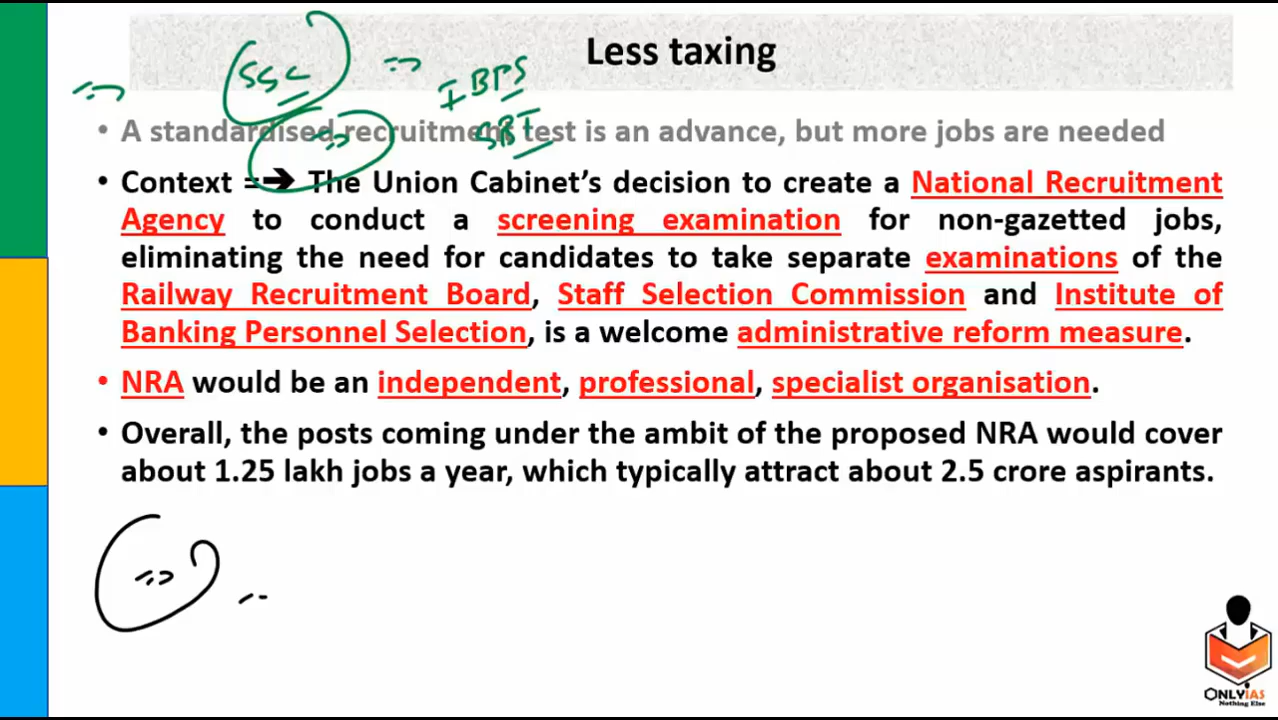 Less taxing
SSC
IBPS
SBI
• A standardised recruitment test is an advance, but more jobs are needed
• Context =➔ The Union Cabinet’s decision to create a National Recruitment
Agency to conduct a screening examination for non-gazetted jobs,
eliminating the need for candidates to take separate examinations of the
Railway Recruitment Board, Staff Selection Commission and Institute of
Banking Personnel Selection, is a welcome administrative reform measure.
• NRA would be an independent, professional, specialist organisation.
• Overall, the posts coming under the ambit of the proposed NRA would cover
about 1.25 lakh jobs a year, which typically attract about 2.5 crore aspirants.
ONLYIAS
Nothing Else